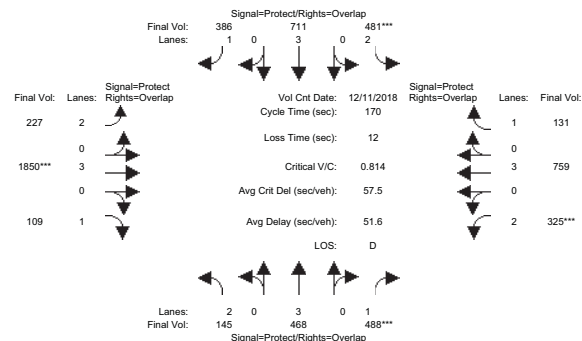 Signal=Protect/Rights=Overlap
Final Vol: 386 711 481***
Lanes: 1 0 3 0 2
Signal=Protect Signal=Protect
Final Vol: Lanes: Rights=Overlap Vol Cnt Date: 12/11/2018 Rights=Overlap Lanes: Final Vol:
Cycle Time (sec): 170
227 2 1 131
Loss Time (sec): 12
0 0
1850*** 3 Critical V/C: 0.814 3 759
0 Avg Crit Del (sec/veh): 57.5 0
109 1 Avg Delay (sec/veh): 51.6 2 325***
LOS: D
Lanes: 2 0 3 0 1
Final Vol: 145 468 488***
Signal=Protect/Rights=Overlap